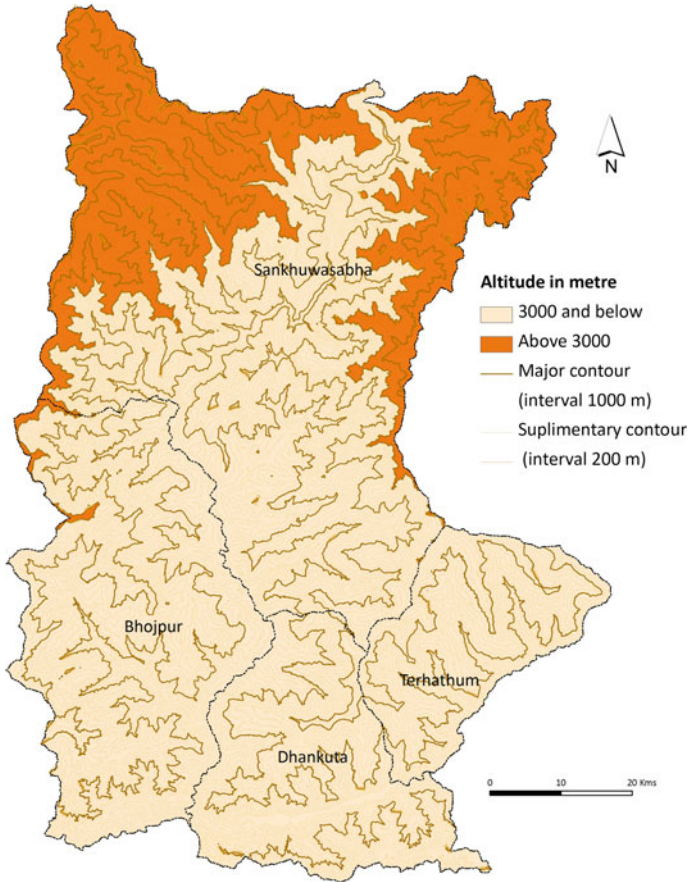 N
Sankhuwasabha
Altitude in metre
3000 and below
Above 3000
Major contour
(interval 1000 m)
Suplimentary contour
(interval 200 m)
Bhojpur
Terhathum
Dhankuta
0 10 20 Kms